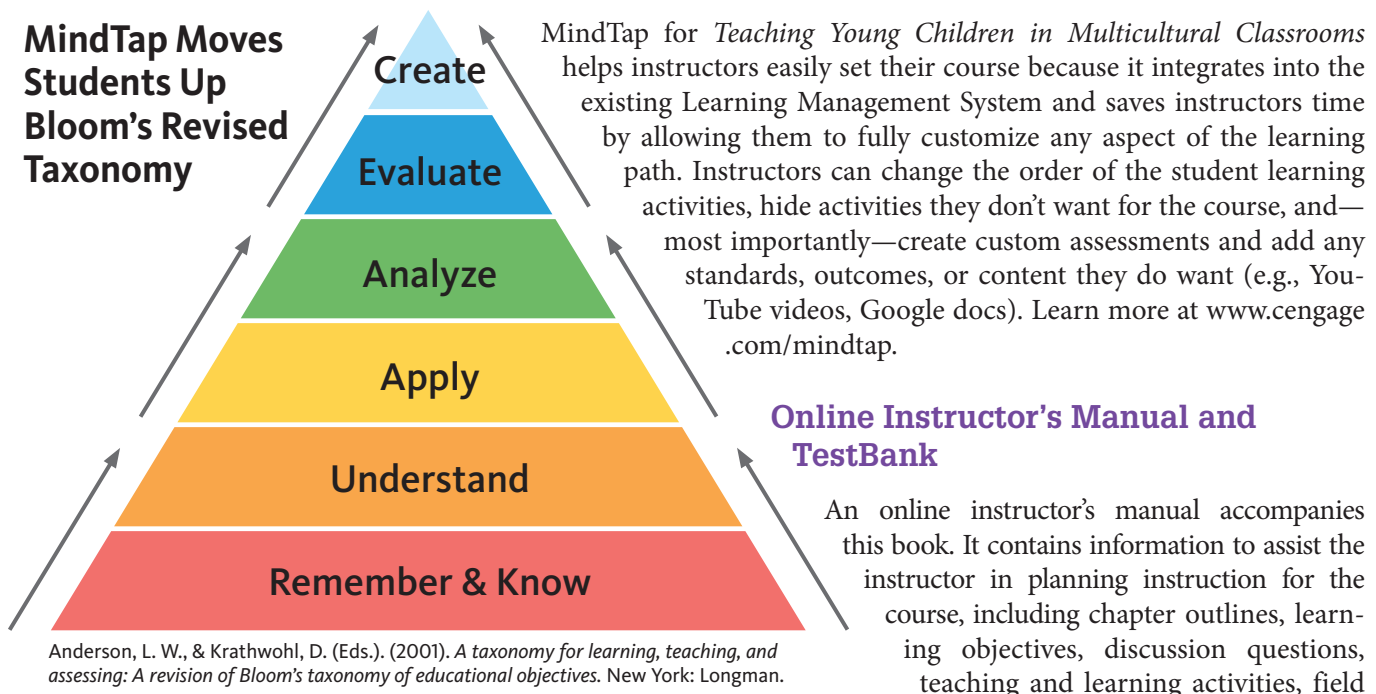 MindTap Moves
Students Up
Bloom’s Revised
Taxonomy
Create
Evaluate
Analyze
Apply
Understand
Remember & Know
Anderson, L. W., & Krathwohl, D. (Eds.). (2001). A taxonomy for learning, teaching, and
assessing: A revision of Bloom’s taxonomy of educational objectives. New York: Longman.
MindTap for Teaching Young Children in Multicultural Classrooms
helps instructors easily set their course because it integrates into the
existing Learning Management System and saves instructors time
by allowing them to fully customize any aspect of the learning
path. Instructors can change the order of the student learning
activities, hide activities they don’t want for the course, and—
most importantly—create custom assessments and add any
standards, outcomes, or content they do want (e.g., You-
Tube videos, Google docs). Learn more at www.cengage
.com/mindtap.
Online Instructor’s Manual and
TestBank
An online instructor’s manual accompanies
this book. It contains information to assist the
instructor in planning instruction for the
course, including chapter outlines, learn-
ing objectives, discussion questions,
teaching and learning activities, field